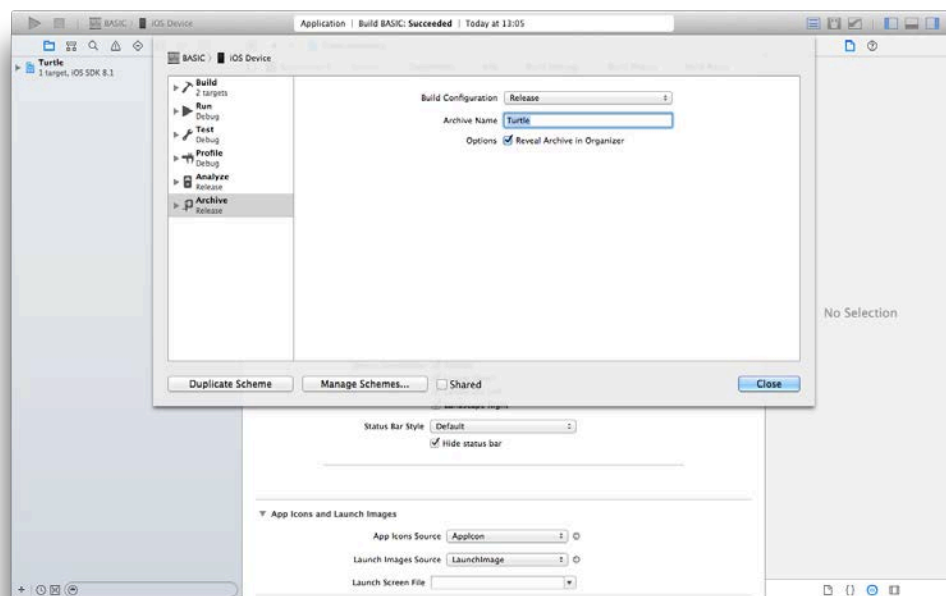 BASIC iOS Device
Application | Build BASIC: Succeeded | Today at 13:05
Turtle
1 target, iOS SDK 8.1
BASIC iOS Device
Build
2 targets
Run
Debug
Test
Debug
Profile
Debug
Analyze
Release
Archive
Release
Build Configuration Release
Archive Name Turtle
Options Reveal Archive in Organizer
No Selection
Duplicate Scheme Manage Schemes... Shared Close
Status Bar Style Default
Hide status bar
App Icons and Launch Images
App Icons Source AppIcon
Launch Images Source LaunchImage
Launch Screen File